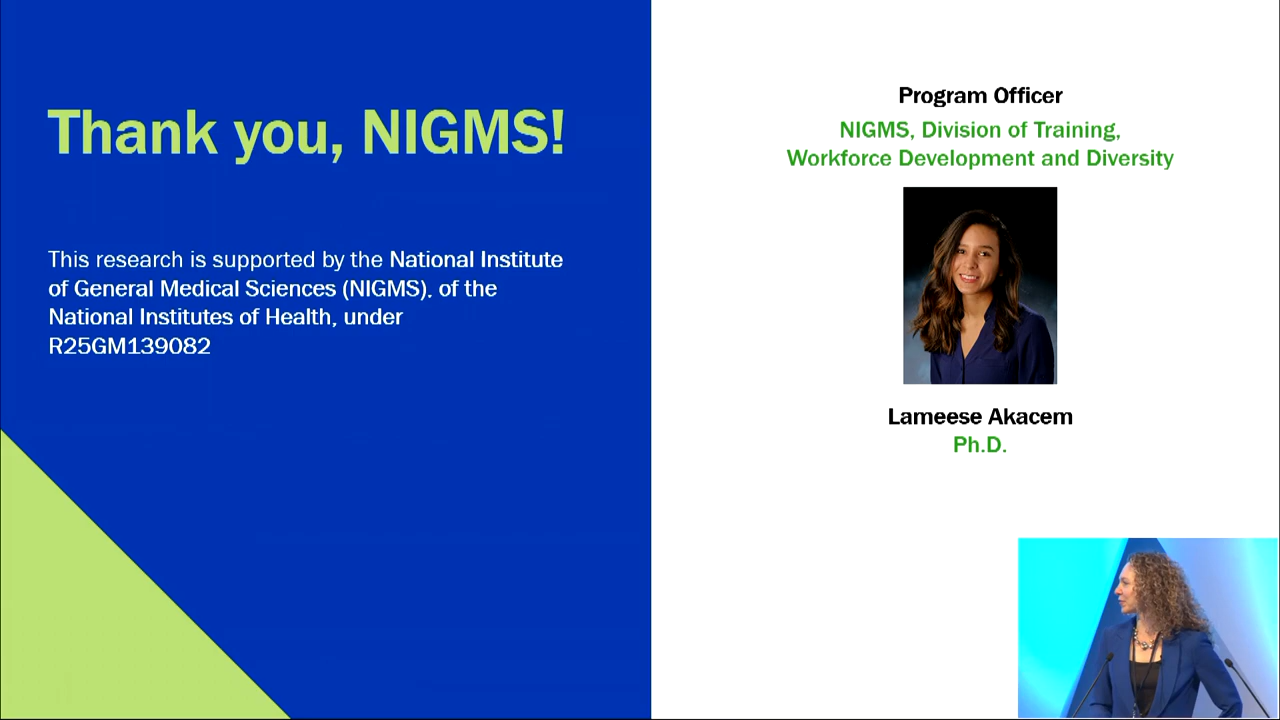 Thank you, NIGMS!
This research is supported by the National Institute
of General Medical Sciences (NIGMS), of the
National Institutes of Health, under
R25GM139082
Program Officer
NIGMS, Division of Training,
Workforce Development and Diversity
Lameese Akacem
Ph.D.